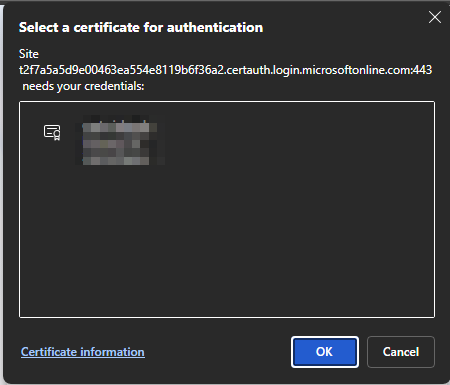 Select a certificate for authentication
Site
t2f7a5a5d9e00463ea554e8119b6f36a2.certauth.login.microsoftonline.com:443
needs your credentials:
Certificate information
OK
Cancel